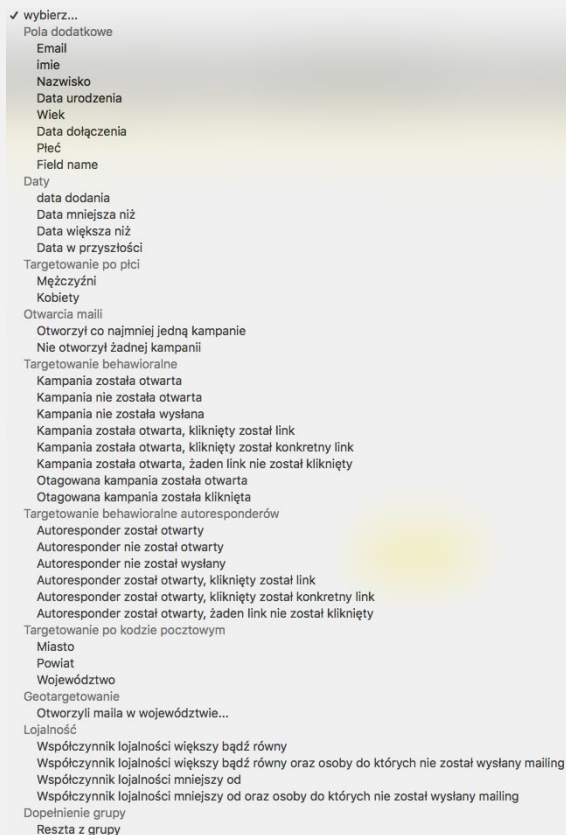 ✓ wybierz...
Pola dodatkowe
Email
imie
Nazwisko
Data urodzenia
Wiek
Data dołączenia
Płeć
Field name
Daty
data dodania
Data mniejsza niż
Data większa niż
Data w przyszłości
Targetowanie po płci
Mężczyźni
Kobiety
Otwarcia maili
Otworzył co najmniej jedną kampanie
Nie otworzył żadnej kampanii
Targetowanie behawioralne
Kampania została otwarta
Kampania nie została otwarta
Kampania nie została wysłana
Kampania została otwarta, kliknięty został link
Kampania została otwarta, kliknięty został konkretny link
Kampania została otwarta, żaden link nie został kliknięty
Otagowana kampania została otwarta
Otagowana kampania została kliknięta
Targetowanie behawioralne autoresponderów
Autoresponder został otwarty
Autoresponder nie został otwarty
Autoresponder nie został wysłany
Autoresponder został otwarty, kliknięty został link
Autoresponder został otwarty, kliknięty został konkretny link
Autoresponder został otwarty, żaden link nie został kliknięty
Targetowanie po kodzie pocztowym
Miasto
Powiat
Województwo
Geotargetowanie
Otworzyli maila w województwie...
Lojalność
Współczynnik lojalności większy bądź równy
Współczynnik lojalności większy bądź równy oraz osoby do których nie został wysłany mailing
Współczynnik lojalności mniejszy od
Współczynnik lojalności mniejszy od oraz osoby do których nie został wysłany mailing
Dopełnienie grupy
Reszta z grupy